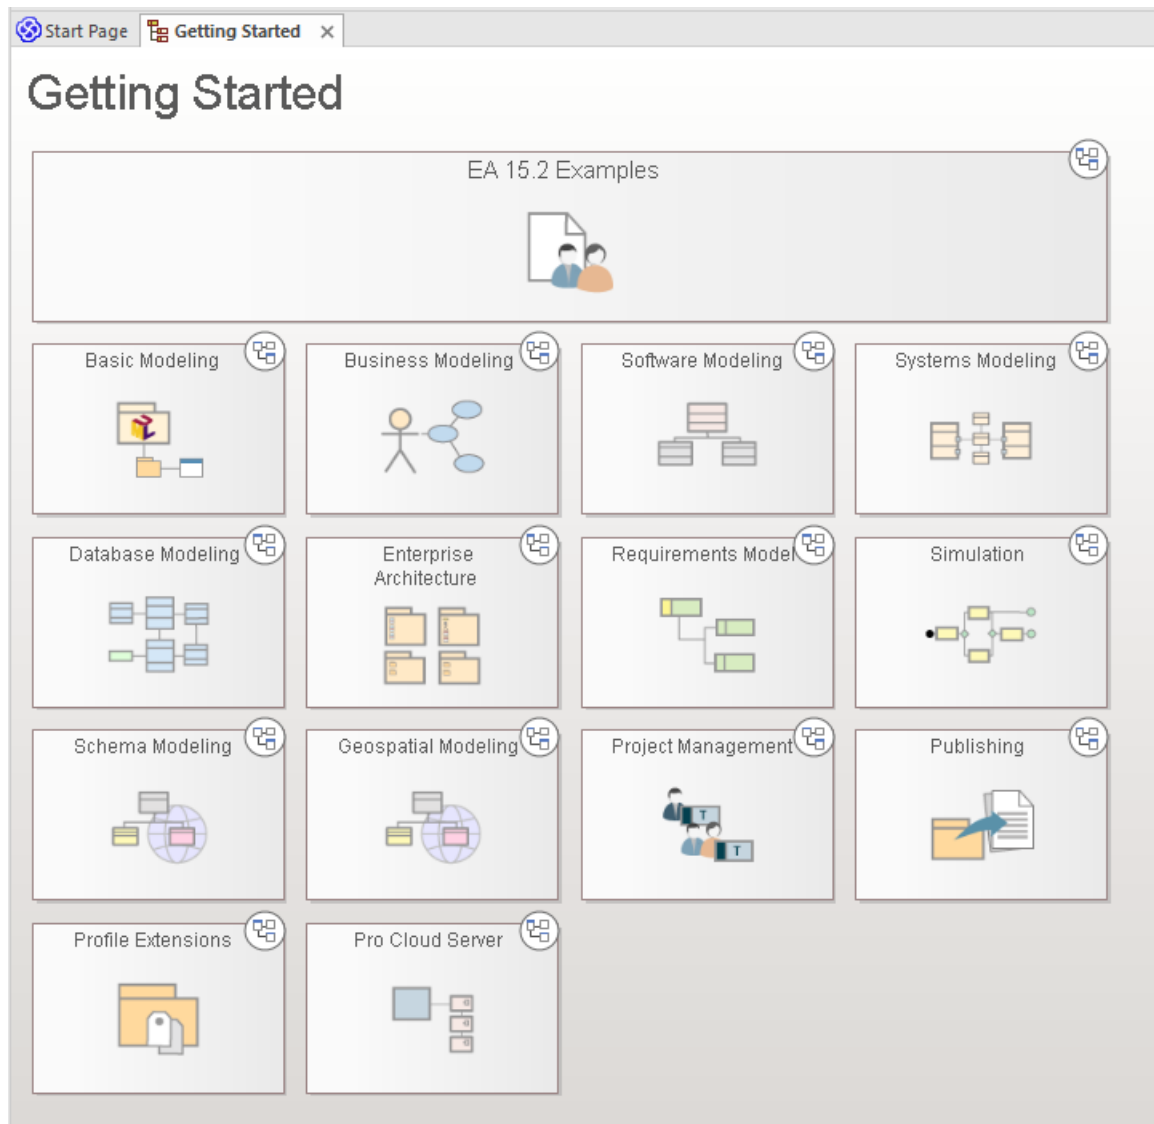 Start Page
Getting Started
Getting Started
EA 15.2 Examples
Basic Modeling
Business Modeling
Software Modeling
Systems Modeling
Database Modeling
Enterprise
Architecture
Requirements Model
Simulation
Schema Modeling
Geospatial Modeling
Project Management
T
T
Publishing
Profile Extensions
Pro Cloud Server